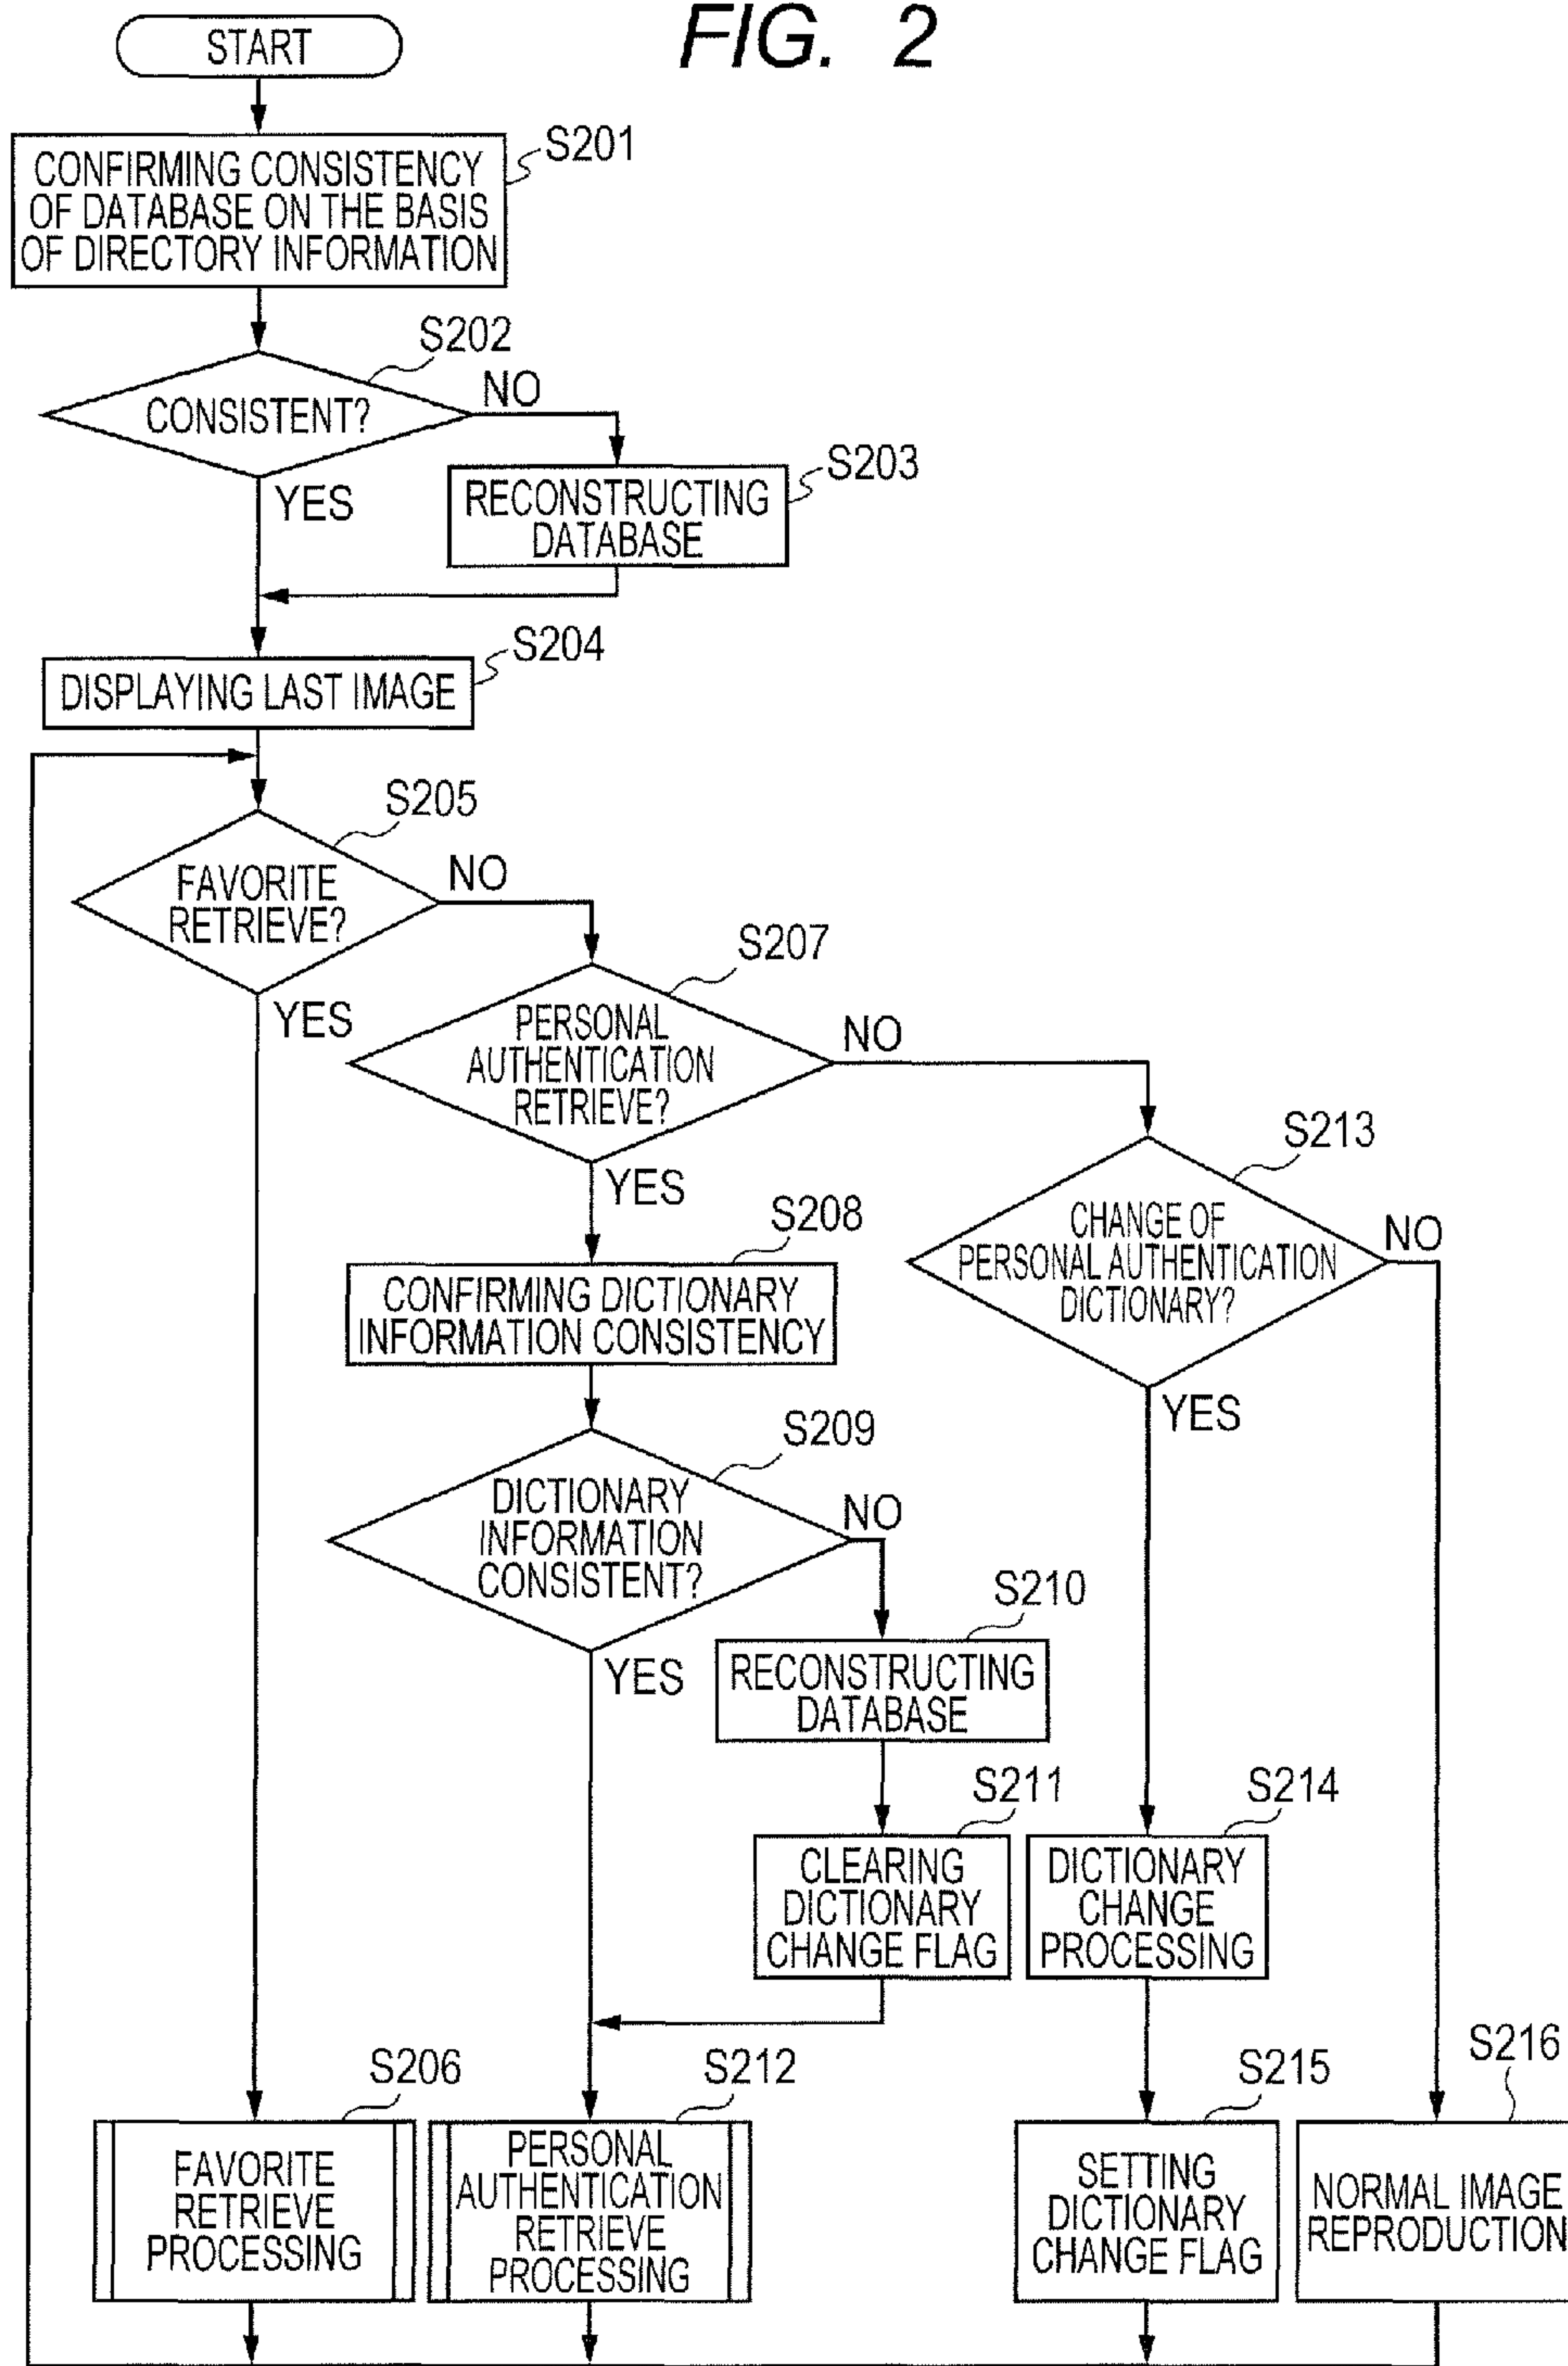 FIG. 2
START
S201
CONFIRMING CONSISTENCY
OF DATABASE ON THE BASIS
OF DIRECTORY INFORMATION
S202
CONSISTENT?
NO
YES
S203
RECONSTRUCTING
DATABASE
S204
DISPLAYING LAST IMAGE
S205
FAVORITE
RETRIEVE?
NO
YES
S207
PERSONAL
AUTHENTICATION
RETRIEVE?
NO
YES
S213
CHANGE OF
PERSONAL AUTHENTICATION
DICTIONARY?
NO
YES
S208
CONFIRMING DICTIONARY
INFORMATION CONSISTENCY
S209
DICTIONARY
INFORMATION
CONSISTENT?
NO
YES
S210
RECONSTRUCTING
DATABASE
S211
CLEARING
DICTIONARY
CHANGE FLAG
S214
DICTIONARY
CHANGE
PROCESSING
S206
FAVORITE
RETRIEVE
PROCESSING
S212
PERSONAL
AUTHENTICATION
RETRIEVE
PROCESSING
S215
SETTING
DICTIONARY
CHANGE FLAG
S216
NORMAL IMAGE
REPRODUCTION